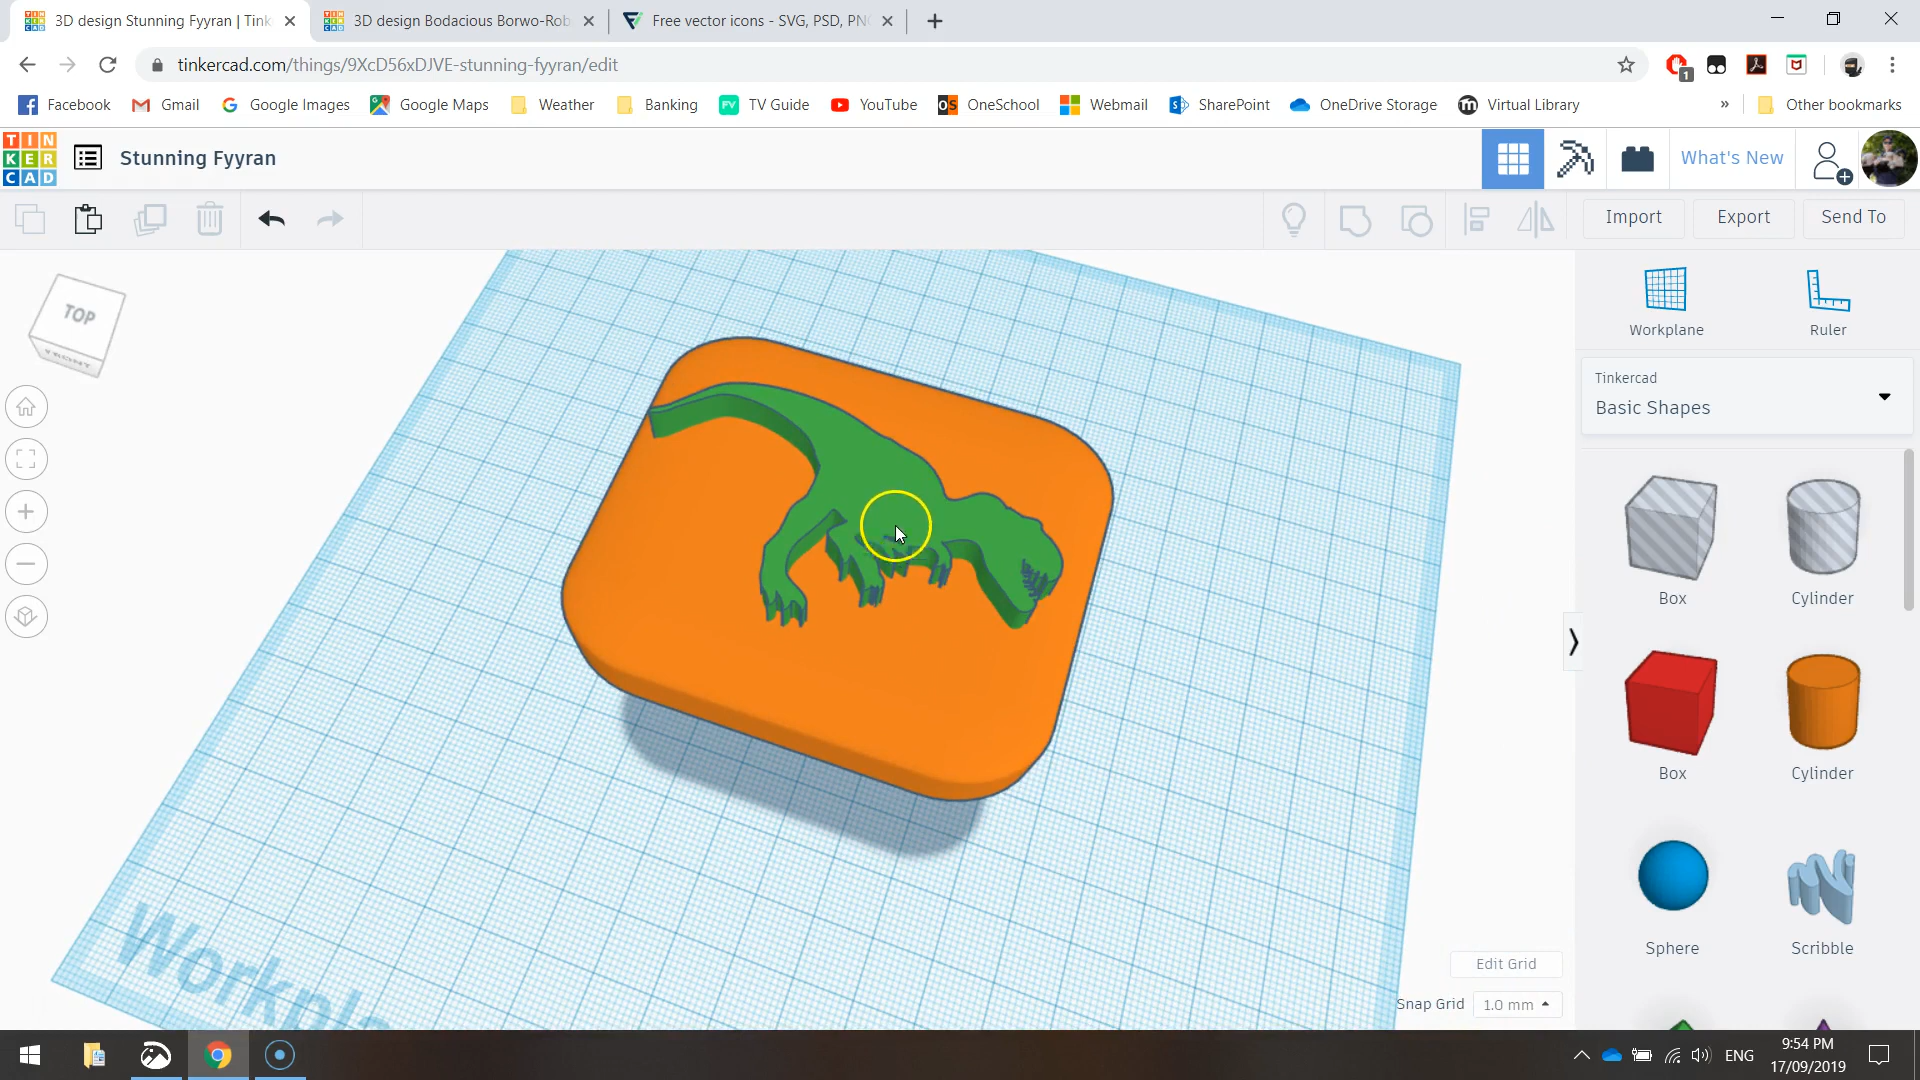 3D design Stunning Fyyran | Tink
3D design Bodacious Borwo-Rob
Free vector icons - SVG, PSD, PNG
tinkercad.com/things/9XcD56xDJVE-stunning-fyyran/edit
1
Facebook
Gmail
Google Images
Google Maps
Weather
Banking
TV Guide
YouTube
OneSchool
Webmail
SharePoint
OneDrive Storage
Virtual Library
»
Other bookmarks
TIN
KER
CAD
Stunning Fyyran
What's New
Import
Export
Send To
TOP
FRONT
Workplane
Ruler
Tinkercad
Basic Shapes
Box
Cylinder
Box
Cylinder
Sphere
Scribble
Workpla
Edit Grid
Snap Grid
1.0 mm
ENG
9:54 PM
17/09/2019